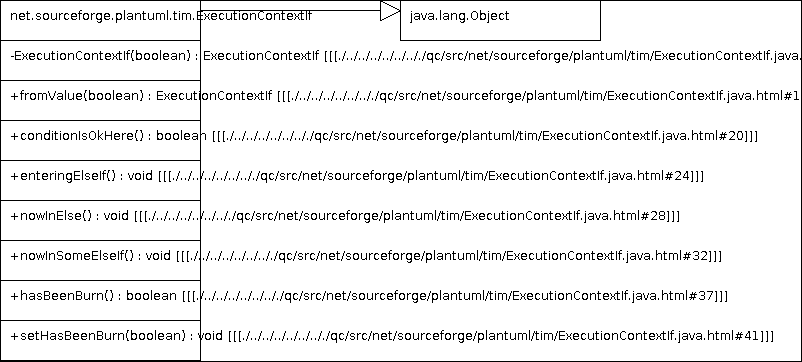 net.sourceforge.plantuml.tim.ExecutionContextIf
java.lang.Object
-ExecutionContextIf(boolean) : ExecutionContextIf [[[./../../../../../../../qc/src/net/sourceforge/plantuml/tim/ExecutionContextIf.java.
+fromValue(boolean) : ExecutionContextIf [[[./../../../../../../../qc/src/net/sourceforge/plantuml/tim/ExecutionContextIf.java.html#1
+conditionIsOkHere() : boolean [[[./../../../../../../../qc/src/net/sourceforge/plantuml/tim/ExecutionContextIf.java.html#20]]]
+enteringElseIf() : void [[[./../../../../../../../qc/src/net/sourceforge/plantuml/tim/ExecutionContextIf.java.html#24]]]
+nowInElse() : void [[[./../../../../../../../qc/src/net/sourceforge/plantuml/tim/ExecutionContextIf.java.html#28]]]
+nowInSomeElseIf() : void [[[./../../../../../../../qc/src/net/sourceforge/plantuml/tim/ExecutionContextIf.java.html#32]]]
+hasBeenBurn() : boolean [[[./../../../../../../../qc/src/net/sourceforge/plantuml/tim/ExecutionContextIf.java.html#37]]]
+setHasBeenBurn(boolean) : void [[[./../../../../../../../qc/src/net/sourceforge/plantuml/tim/ExecutionContextIf.java.html#41]]]